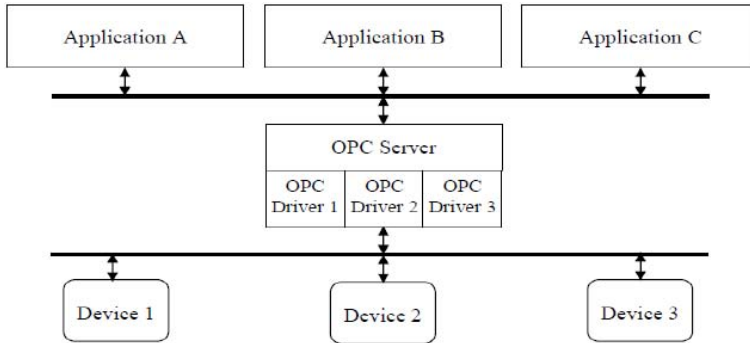 Application A
Application B
Application C
OPC Server
OPC
Driver 1
OPC
Driver 2
OPC
Driver 3
Device 1
Device 2
Device 3